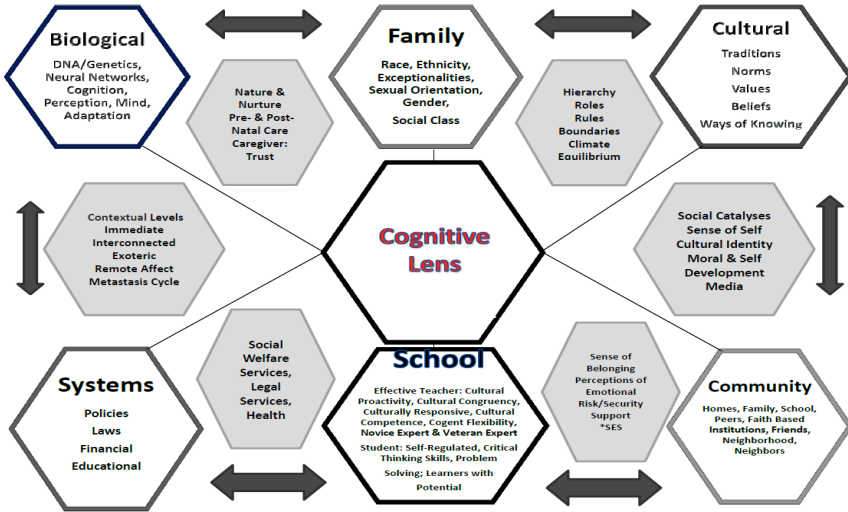 Biological
DNA/Genetics,
Neural Networks,
Cognition,
Perception, Mind,
Adaptation
Nature &
Nurture
Pre- & Post-
Natal Care
Caregiver:
Trust
Family
Race, Ethnicity,
Exceptionalities,
Sexual Orientation,
Gender,
Social Class
Hierarchy
Roles
Rules
Boundaries
Climate
Equilibrium
Cultural
Traditions
Norms
Values
Beliefs
Ways of Knowing
Contextual Levels
Immediate
Interconnected
Exoteric
Remote Affect
Metastasis Cycle
Cognitive
Lens
Social Catalyses
Sense of Self
Cultural Identity
Moral & Self
Development
Media
Systems
Policies
Laws
Financial
Educational
Social
Welfare
Services,
Legal
Services,
Health
School
Effective Teacher: Cultural
Proactivity, Cultural Congruency,
Culturally Responsive, Cultural
Competence, Cogent Flexibility,
Novice Expert & Veteran Expert
Student: Self-Regulated, Critical
Thinking Skills, Problem
Solving; Learners with
Potential
Sense of
Belonging
Perceptions of
Emotional
Risk/Security
Support
*SES
Community
Homes, Family, School,
Peers, Faith Based
Institutions, Friends,
Neighborhood,
Neighbors